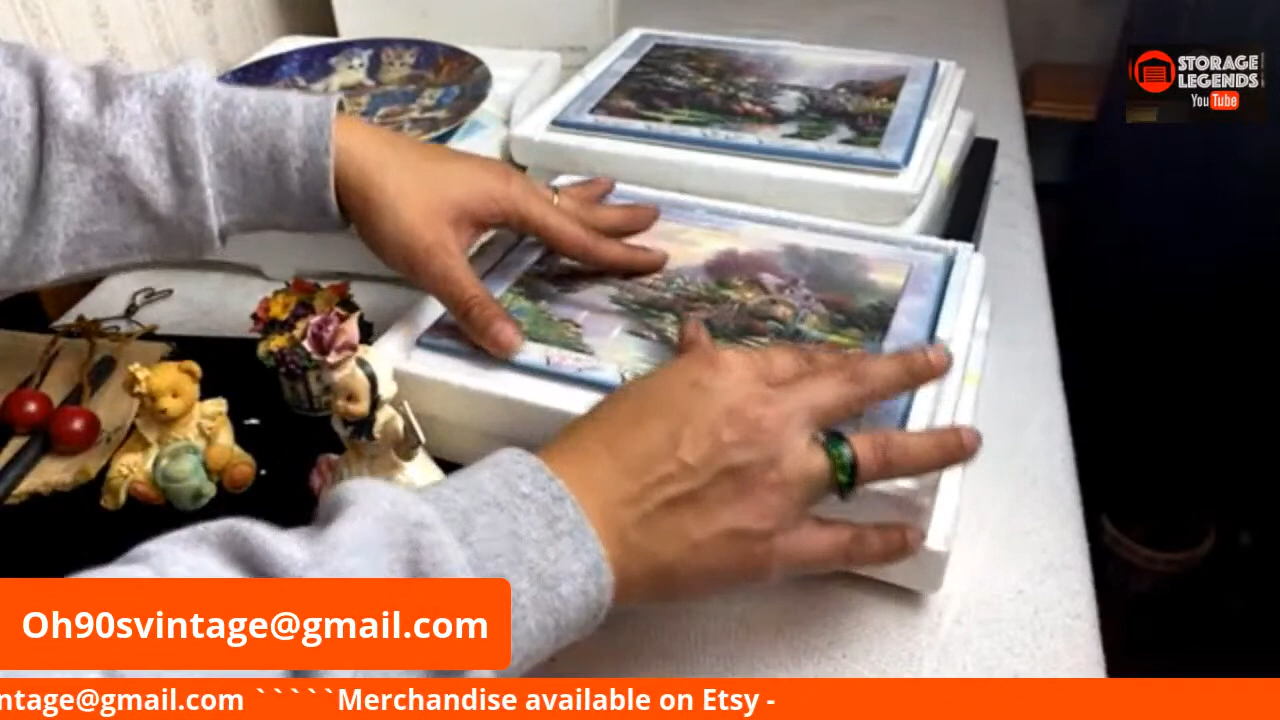 STORAGE
LEGENDS
YouTube
Oh90svintage@gmail.com
ntage@gmail.com `````Merchandise available on Etsy -